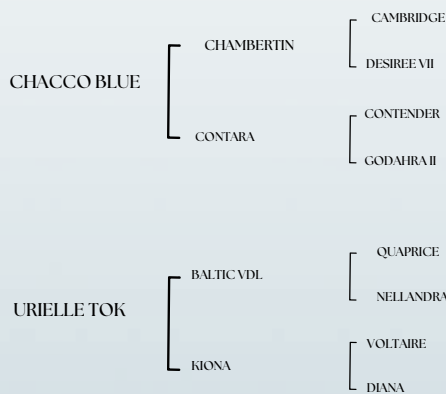 CHACCO BLUE
CHAMBERTIN
CAMBRIDGE
DESIREE VII
CONTARA
CONTENDER
GODAHRA II
URIELLE TOK
BALTIC VDL
QUAPRICE
NELLANDRA
KIONA
VOLTAIRE
DIANA